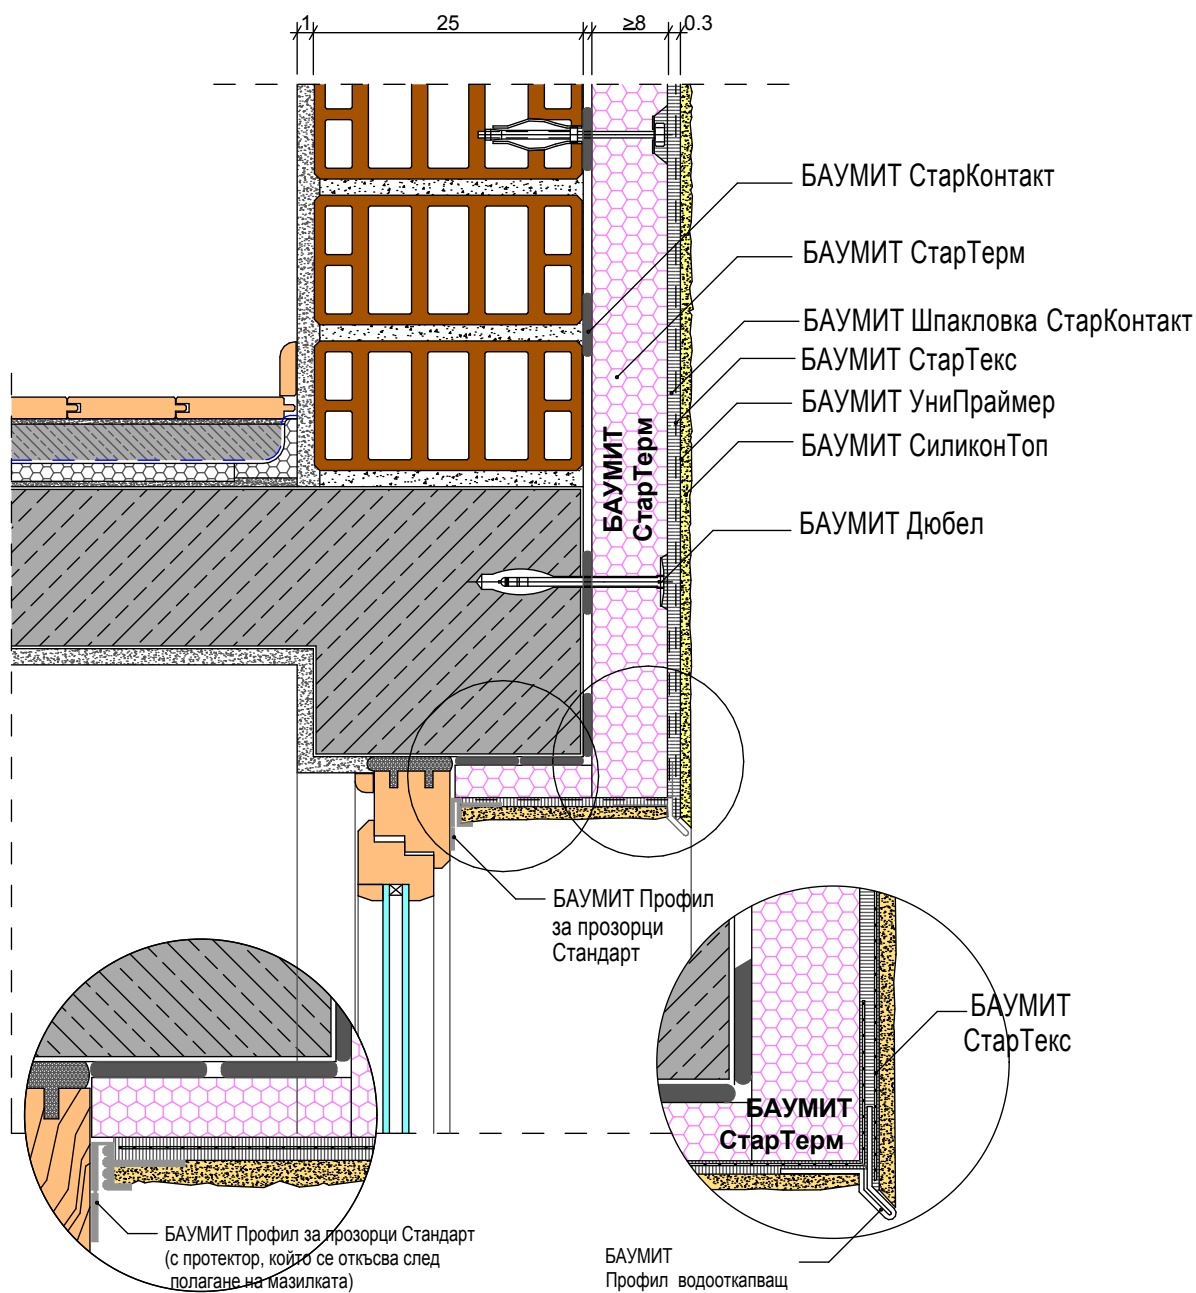 1 25 ≥8 0.3
БАУМИТ СтарКонтакт
БАУМИТ СтарТерм
БАУМИТ Шпакловка СтарКонтакт
БАУМИТ СтарТекс
БАУМИТ УниПраймер
БАУМИТ СиликонТоп
БАУМИТ
СтарТерм
БАУМИТ Дюбел
БАУМИТ Профил
за прозорци
Стандарт
БАУМИТ
СтарТекс
БАУМИТ
СтарТерм
БАУМИТ Профил за прозорци Стандарт
(с протектор, който се откъсва след
полагане на мазилката)
БАУМИТ
Профил водооткапващ